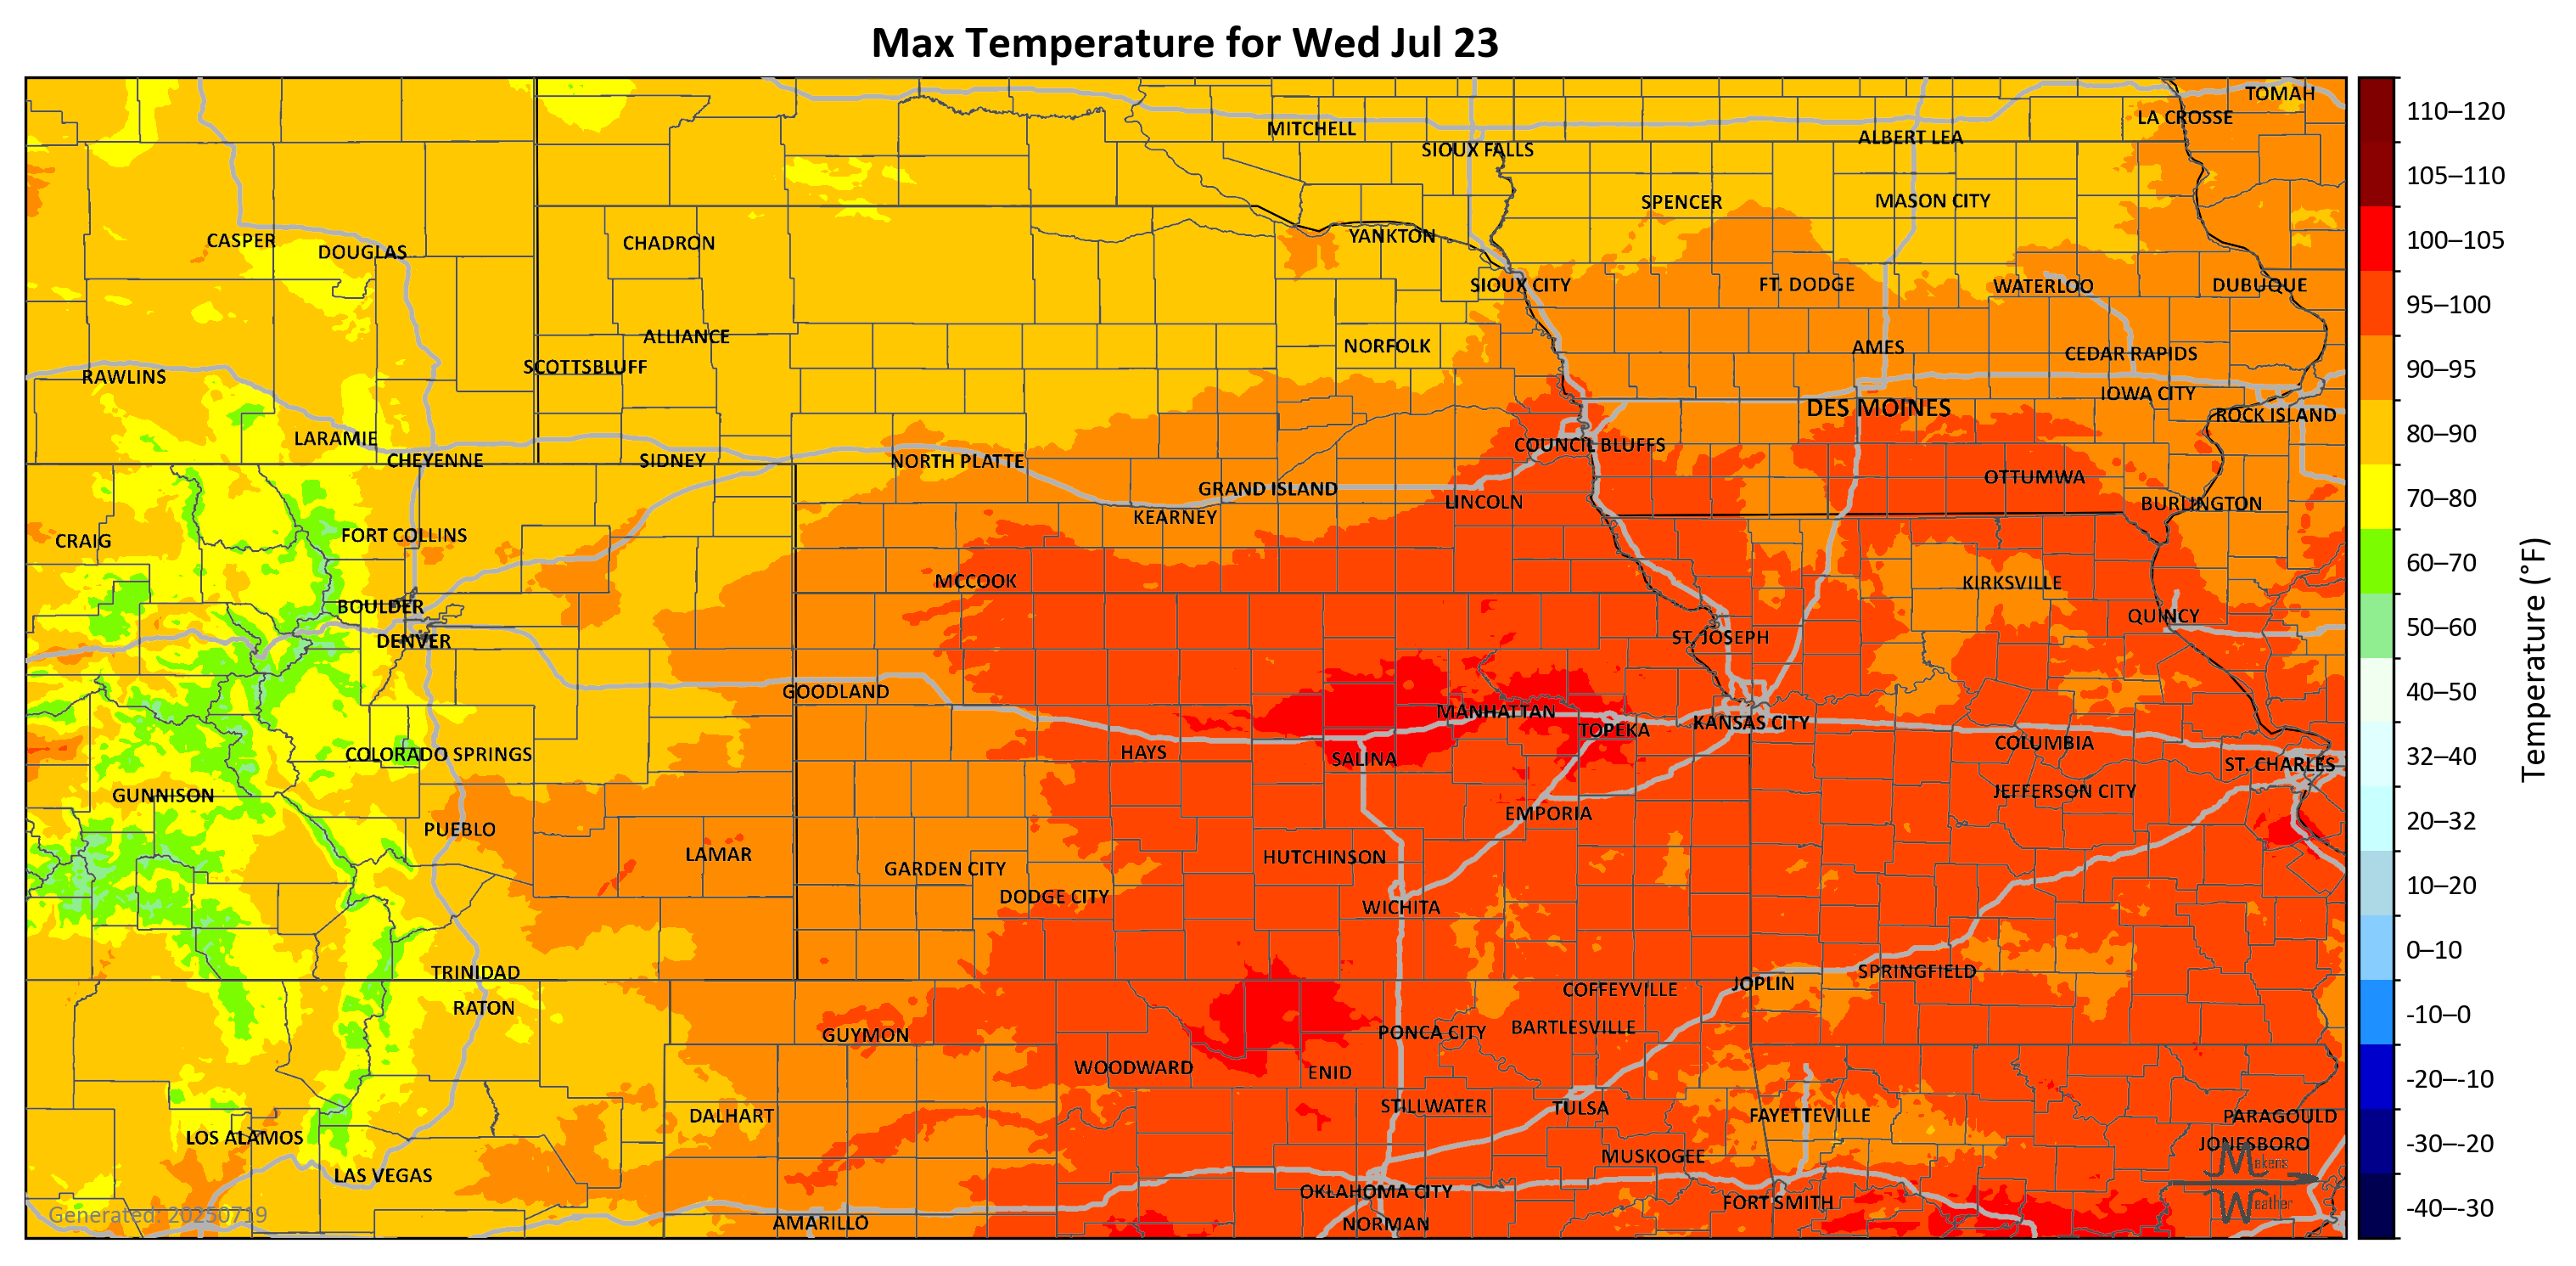 Max Temperature for Wed Jul 23
TOMAH
LA CROSSE
MITCHELL
ALBERT LEA
SIOUX FALLS
SPENCER
MASON CITY
CASPER
DOUGLAS
CHADRON
YANKTON
SIOUX CITY
FT. DODGE
WATERLOO
DUBUQUE
ALLIANCE
SCOTTSBLUFF
NORFOLK
AMES
CEDAR RAPIDS
RAWLINS
IOWA CITY
DES MOINES
ROCK ISLAND
LARAMIE
CHEYENNE
SIDNEY
NORTH PLATTE
COUNCIL BLUFFS
OTTUMWA
GRAND ISLAND
LINCOLN
BURLINGTON
KEARNEY
CRAIG
FORT COLLINS
MCCOOK
KIRKSVILLE
BOULDER
QUINCY
DENVER
ST. JOSEPH
GOODLAND
MANHATTAN
TOPEKA
KANSAS CITY
COLUMBIA
COLORADO SPRINGS
HAYS
SALINA
ST. CHARLES
GUNNISON
JEFFERSON CITY
EMPORIA
PUEBLO
LAMAR
GARDEN CITY
HUTCHINSON
DODGE CITY
WICHITA
TRINIDAD
SPRINGFIELD
JOPLIN
COFFEYVILLE
RATON
GUYMON
PONCA CITY
BARTLESVILLE
WOODWARD
ENID
DALHART
STILLWATER
TULSA
FAYETTEVILLE
PARAGOULD
LOS ALAMOS
JONESBORO
LAS VEGAS
MUSKOGEE
OKLAHOMA CITY
FORT SMITH
AMARILLO
NORMAN
Makens
Weather
Generated: 20250719
110–120
105–110
100–105
95–100
90–95
80–90
70–80
60–70
50–60
40–50
32–40
20–32
10–20
0–10
-10–0
-20–-10
-30–-20
-40–-30
Temperature (°F)